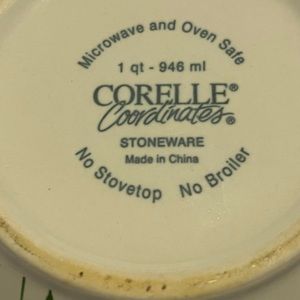 Microwave and Oven Safe
1 qt - 946 ml
CORELLE®
Coordinates®
STONEWARE
Made in China
No Stovetop No Broiler